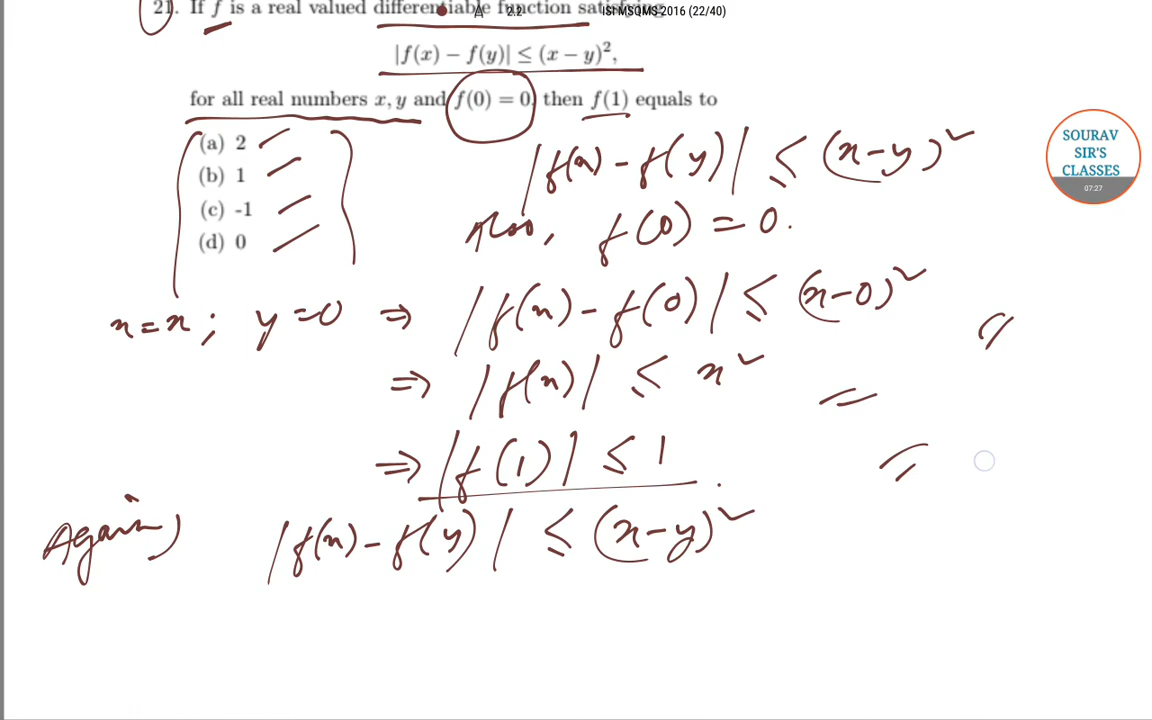 21). If f is a real valued differentiable function
ISI MSQMS 2016 (22/40)
|f(x) − f(y)| ≤ (x − y)²,
for all real numbers x, y and f(0) = 0, then f(1) equals to
(a) 2
(b) 1
(c) -1
(d) 0
SOURAV
SIR'S
CLASSES
07:27
|f(x) - f(y)| ≤ (x-y)²
Also, f(0) = 0.
x = x ; y = 0 ⇒ |f(x) - f(0)| ≤ (x-0)²
⇒ |f(x)| ≤ x²
⇒ |f(1)| ≤ 1.
Again) |f(x) - f(y)| ≤ (x-y)²